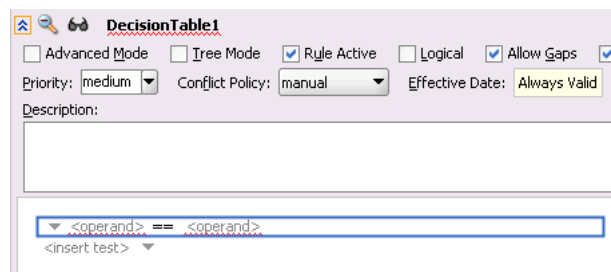 DecisionTable1
Advanced Mode Tree Mode Rule Active Logical Allow Gaps
Priority: medium Conflict Policy: manual Effective Date: Always Valid
Description:
<operand> == <operand>
<insert test>